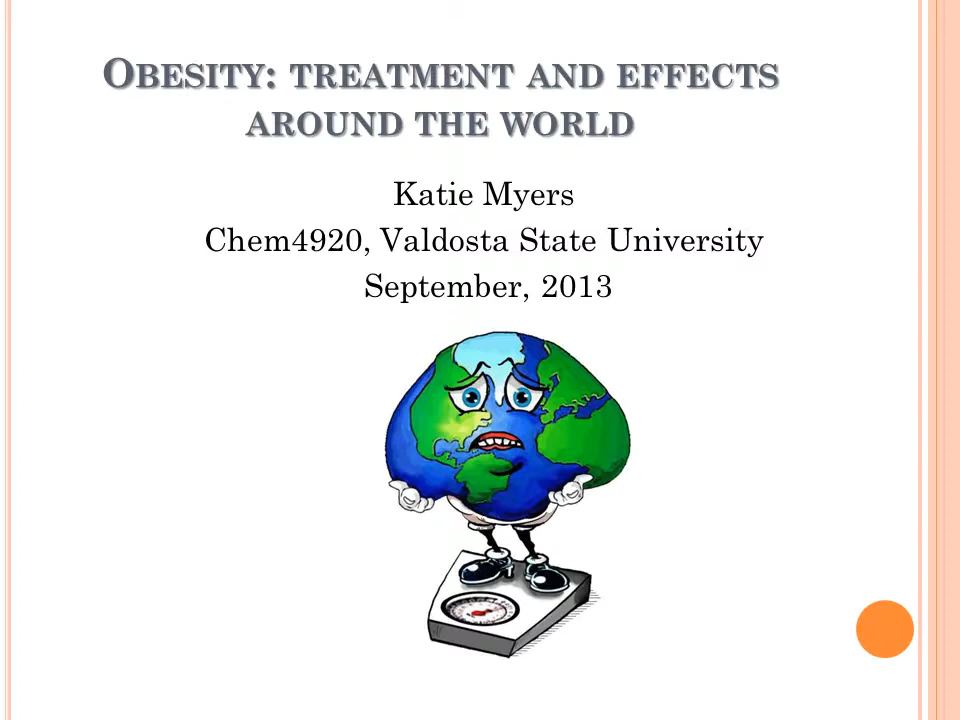 Obesity: treatment and effects
around the world
Katie Myers
Chem4920, Valdosta State University
September, 2013